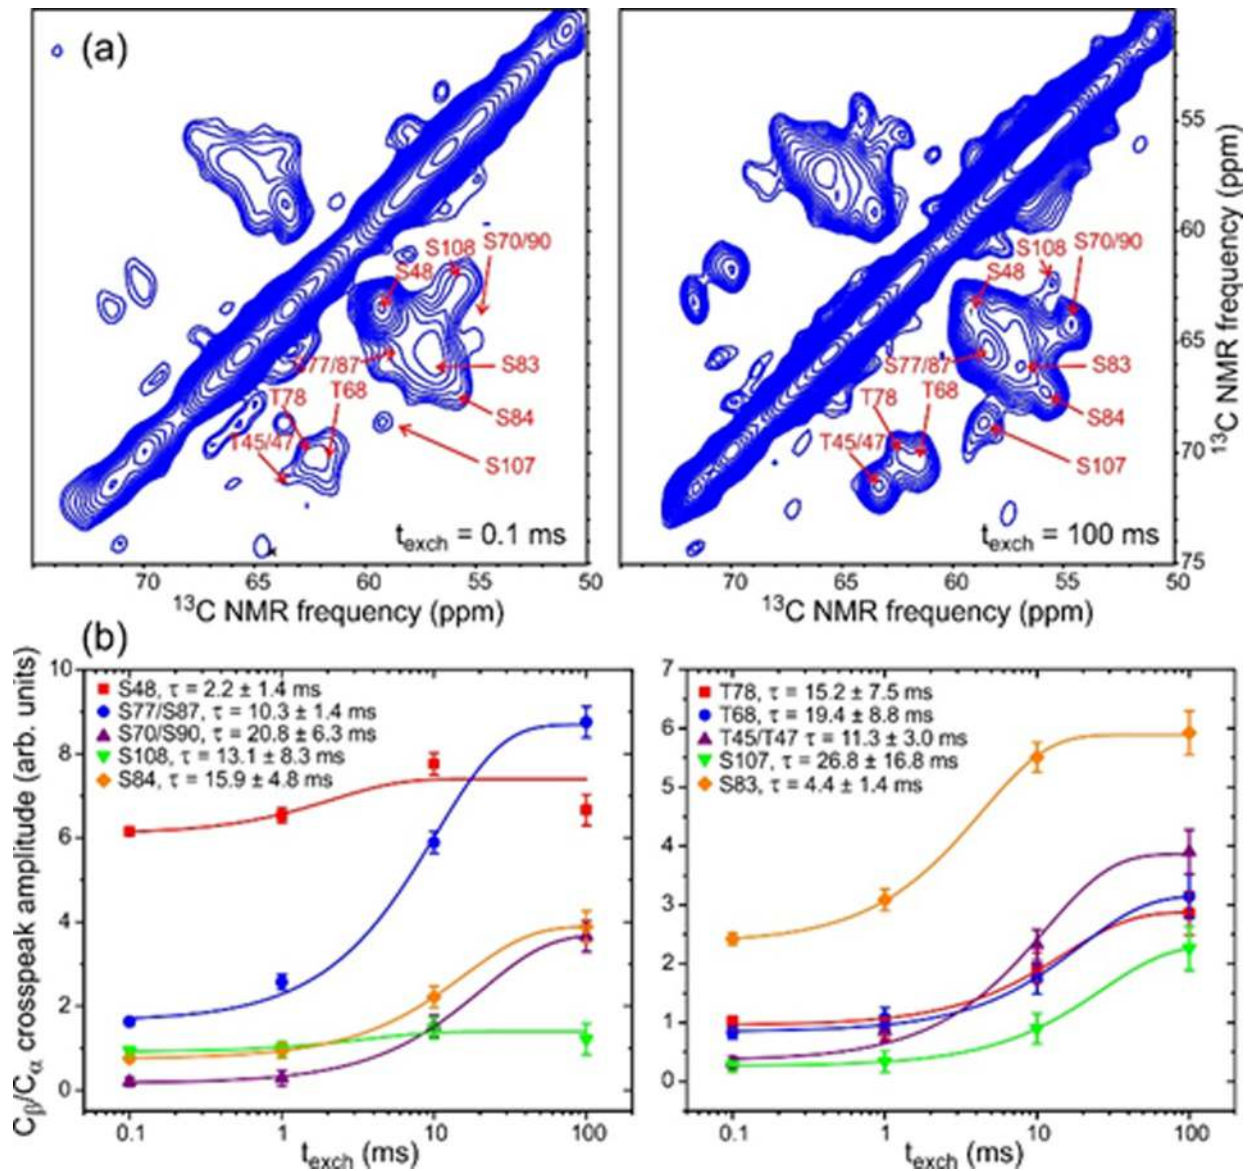 (a)
S108
S70/90
S48
S77/87
S83
T78
T68
S84
T45/47
S107
t_exch = 0.1 ms
70
65
60
55
50
¹³C NMR frequency (ppm)
S108
S70/90
S48
S77/87
S83
T78
T68
S84
T45/47
S107
t_exch = 100 ms
55
60
65
70
75
¹³C NMR frequency (ppm)
70
65
60
55
50
¹³C NMR frequency (ppm)
(b)
Cβ/Cα crosspeak amplitude (arb. units)
10
8
6
4
2
0
S48, τ = 2.2 ± 1.4 ms
S77/S87, τ = 10.3 ± 1.4 ms
S70/S90, τ = 20.8 ± 6.3 ms
S108, τ = 13.1 ± 8.3 ms
S84, τ = 15.9 ± 4.8 ms
0.1
1
10
100
t_exch (ms)
7
6
5
4
3
2
1
0
T78, τ = 15.2 ± 7.5 ms
T68, τ = 19.4 ± 8.8 ms
T45/T47 τ = 11.3 ± 3.0 ms
S107, τ = 26.8 ± 16.8 ms
S83, τ = 4.4 ± 1.4 ms
0.1
1
10
100
t_exch (ms)